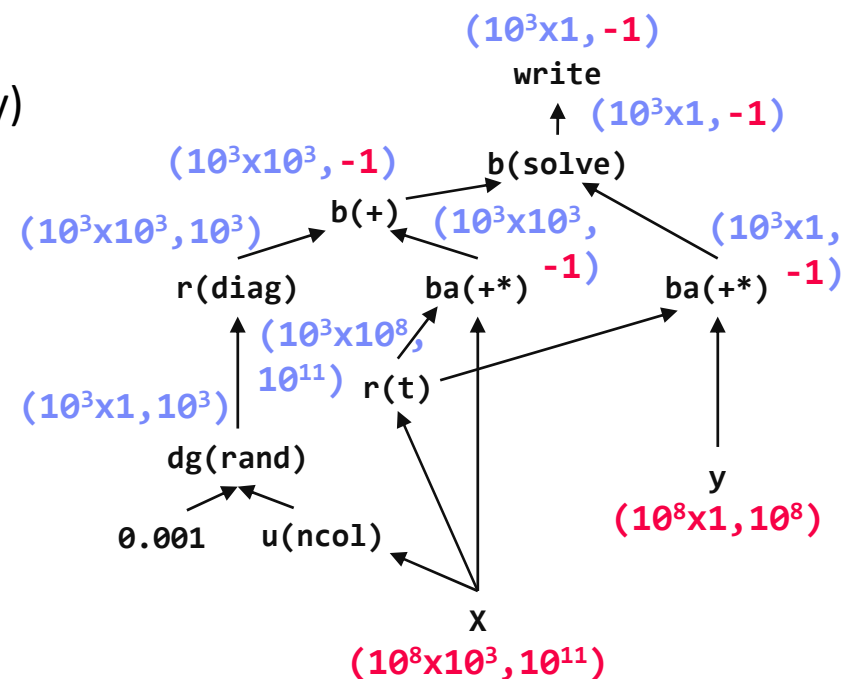 (10³x1,-1)
write
y)
(10³x1,-1)
(10³x10³,-1)
b(solve)
(10³x10³,10³)
b(+)
(10³x10³,
-1)
(10³x1,
-1)
r(diag)
ba(+*)
ba(+*)
(10³x10⁸,
10¹¹)
r(t)
(10³x1,10³)
dg(rand)
y
(10⁸x1,10⁸)
0.001
u(ncol)
X
(10⁸x10³,10¹¹)